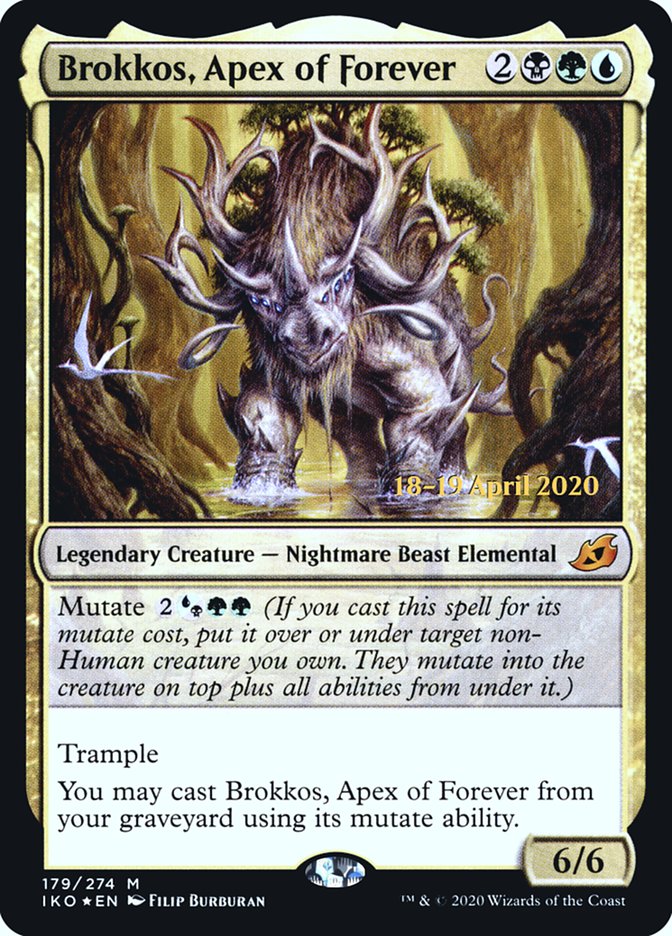 Brokkos, Apex of Forever 2
18-19 April 2020
Legendary Creature — Nightmare Beast Elemental
Mutate 2 (If you cast this spell for its
mutate cost, put it over or under target non-
Human creature you own. They mutate into the
creature on top plus all abilities from under it.)
Trample
You may cast Brokkos, Apex of Forever from
your graveyard using its mutate ability.
6/6
179/274 M
IKO ★ EN Filip Burburan
™ & © 2020 Wizards of the Coast